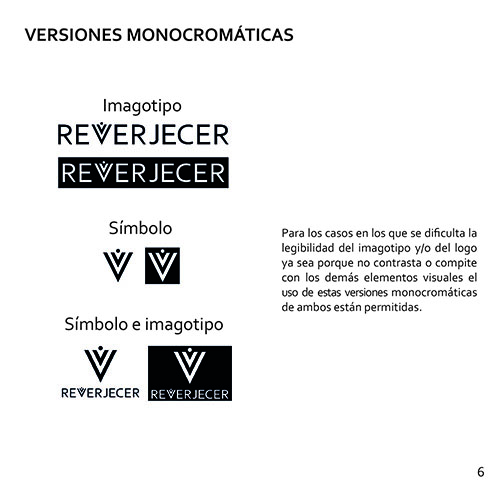 VERSIONES MONOCROMÁTICAS
Imagotipo
REVERJECER
REVERJECER
Símbolo
Para los casos en los que se dificulta la
legibilidad del imagotipo y/o del logo
ya sea porque no contrasta o compite
con los demás elementos visuales el
uso de estas versiones monocromáticas
de ambos están permitidas.
Símbolo e imagotipo
REVERJECER
REVERJECER
6